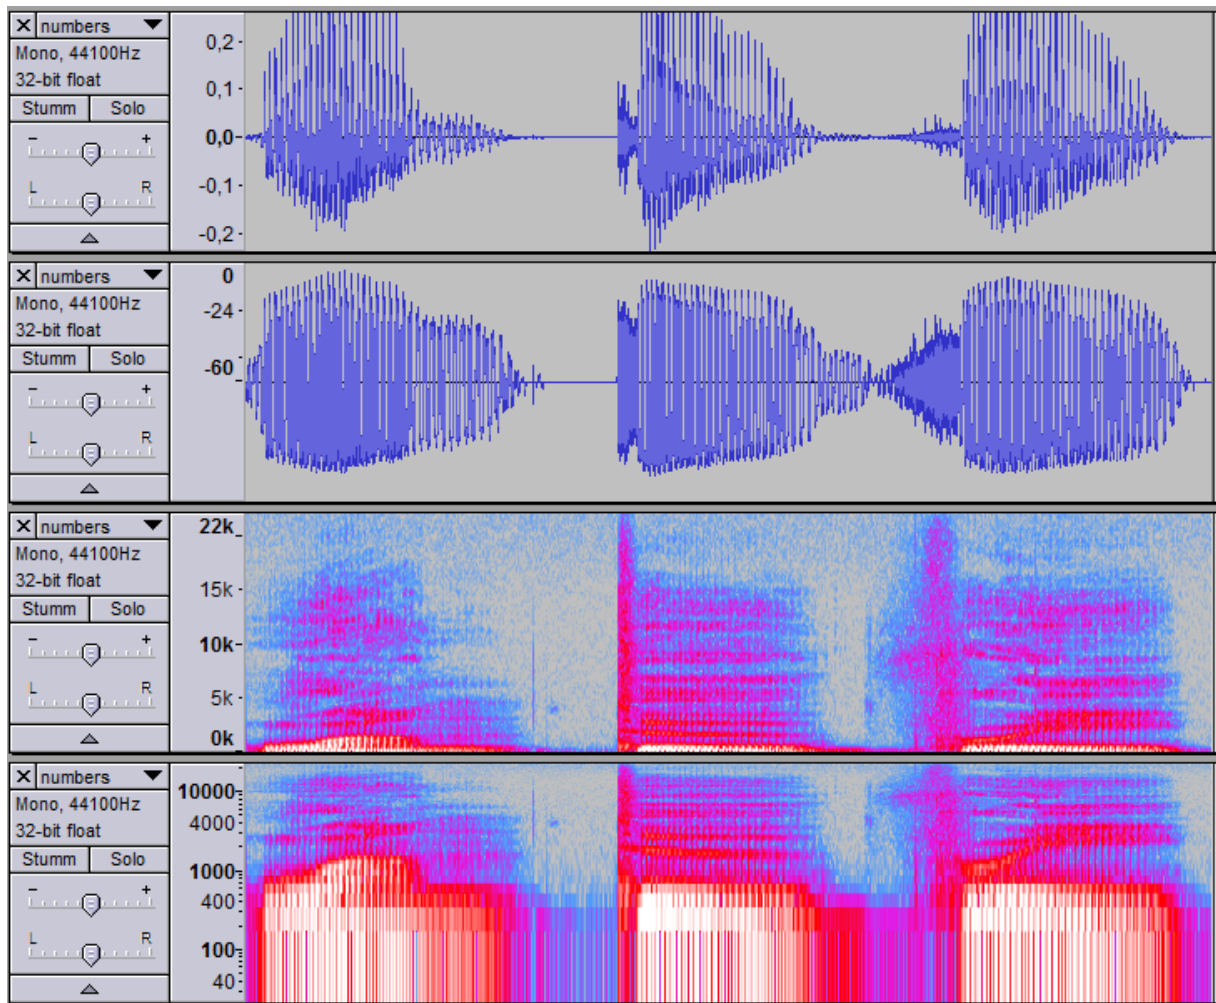 numbers
Mono, 44100Hz
32-bit float
Stumm Solo
- +
L R
0,2
0,1
0,0
-0,1
-0,2
numbers
Mono, 44100Hz
32-bit float
Stumm Solo
- +
L R
0
-24
-60
numbers
Mono, 44100Hz
32-bit float
Stumm Solo
- +
L R
22k
15k
10k
5k
0k
numbers
Mono, 44100Hz
32-bit float
Stumm Solo
- +
L R
10000
4000
1000
400
100
40